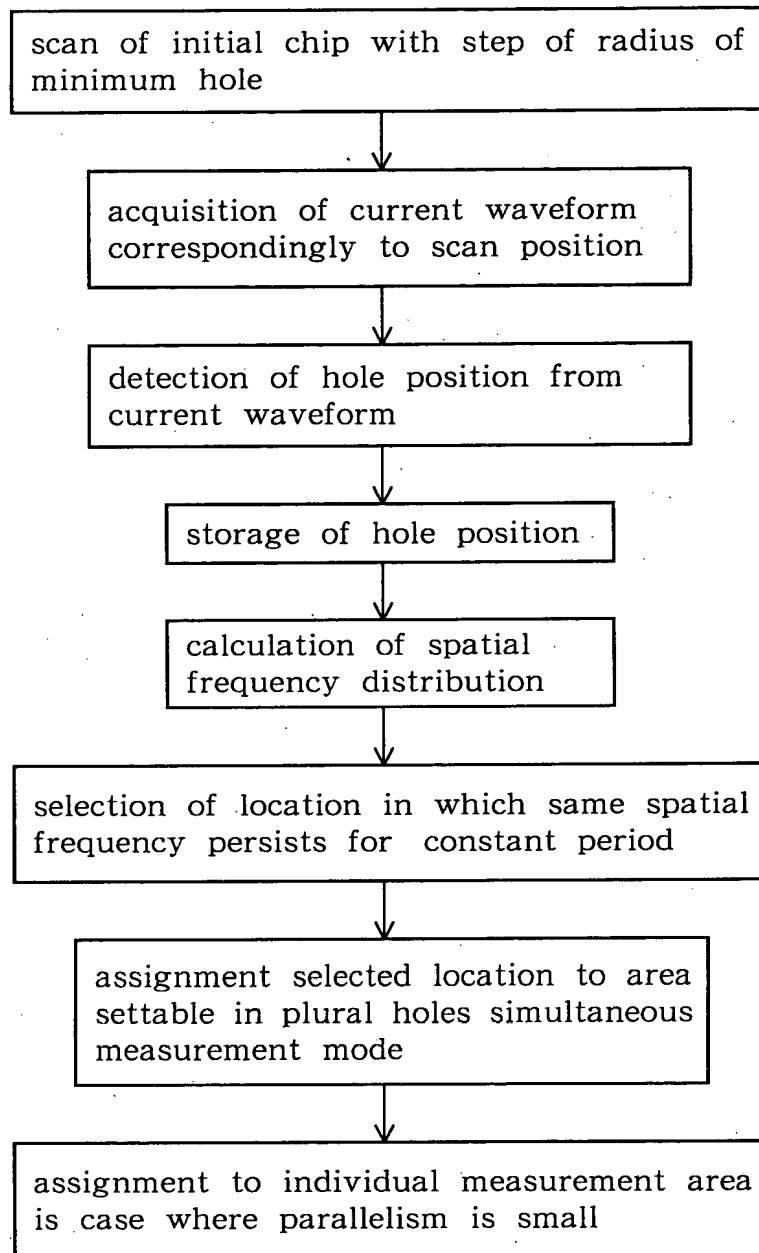 scan of initial chip with step of radius of
minimum hole
acquisition of current waveform
correspondingly to scan position
detection of hole position from
current waveform
storage of hole position
calculation of spatial
frequency distribution
selection of location in which same spatial
frequency persists for constant period
assignment selected location to area
settable in plural holes simultaneous
measurement mode
assignment to individual measurement area
is case where parallelism is small